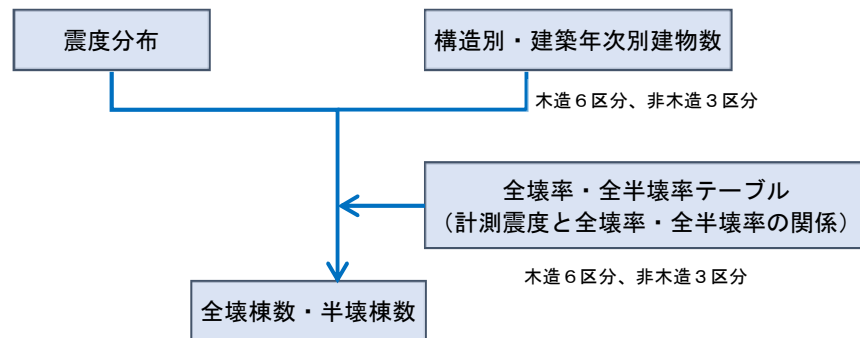 震度分布
構造別・建築年次別建物数
木造６区分、非木造３区分
全壊率・全半壊率テーブル
（計測震度と全壊率・全半壊率の関係）
木造６区分、非木造３区分
全壊棟数・半壊棟数